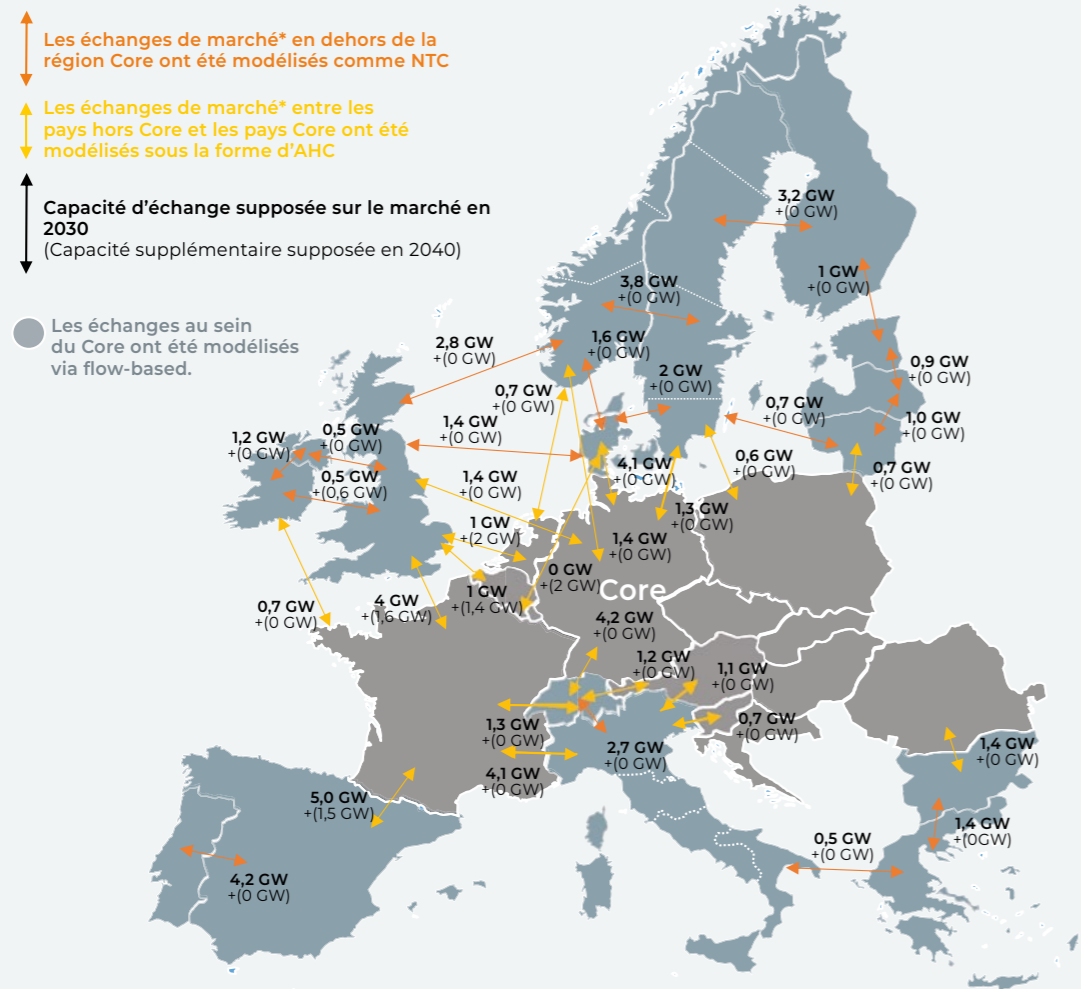 Les échanges de marché* en dehors de la
région Core ont été modélisés comme NTC
Les échanges de marché* entre les
pays hors Core et les pays Core ont été
modélisés sous la forme d’AHC
Capacité d’échange supposée sur le marché en
2030
(Capacité supplémentaire supposée en 2040)
Les échanges au sein
du Core ont été modélisés
via flow-based.
3,2 GW
+(0 GW)
1 GW
+(0 GW)
3,8 GW
+(0 GW)
2,8 GW
+(0 GW)
1,6 GW
+(0 GW)
2 GW
+(0 GW)
0,9 GW
+(0 GW)
0,7 GW
+(0 GW)
0,7 GW
+(0 GW)
1,0 GW
+(0 GW)
1,4 GW
+(0 GW)
1,2 GW
+(0 GW)
0,5 GW
+(0 GW)
0,5 GW
+(0,6 GW)
4,1 GW
+(0 GW)
0,6 GW
+(0 GW)
0,7 GW
+(0 GW)
1,4 GW
+(0 GW)
1,3 GW
+(0 GW)
1 GW
+(2 GW)
1,4 GW
+(0 GW)
0 GW
+(2 GW)
Core
1 GW
+(1,4 GW)
4 GW
+(1,6 GW)
0,7 GW
+(0 GW)
4,2 GW
+(0 GW)
1,2 GW
+(0 GW)
1,1 GW
+(0 GW)
0,7 GW
+(0 GW)
1,3 GW
+(0 GW)
2,7 GW
+(0 GW)
4,1 GW
+(0 GW)
1,4 GW
+(0 GW)
5,0 GW
+(1,5 GW)
1,4 GW
+(0GW)
0,5 GW
+(0 GW)
4,2 GW
+(0 GW)